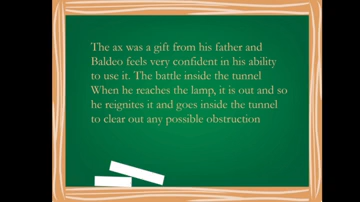 The ax was a gift from his father and
Baldeo feels very confident in his ability
to use it. The battle inside the tunnel
When he reaches the lamp, it is out and so
he reignites it and goes inside the tunnel
to clear out any possible obstruction